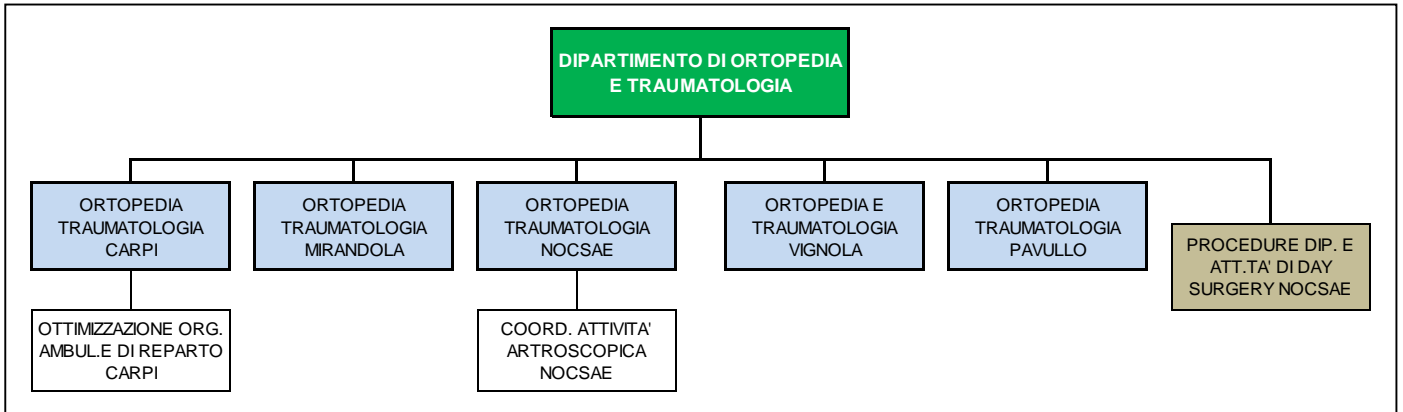 DIPARTIMENTO DI ORTOPEDIA
E TRAUMATOLOGIA
ORTOPEDIA
TRAUMATOLOGIA
CARPI
ORTOPEDIA
TRAUMATOLOGIA
MIRANDOLA
ORTOPEDIA
TRAUMATOLOGIA
NOCSAE
ORTOPEDIA E
TRAUMATOLOGIA
VIGNOLA
ORTOPEDIA
TRAUMATOLOGIA
PAVULLO
PROCEDURE DIP. E
ATT.TA' DI DAY
SURGERY NOCSAE
OTTIMIZZAZIONE ORG.
AMBUL.E DI REPARTO
CARPI
COORD. ATTIVITA'
ARTROSCOPICA
NOCSAE